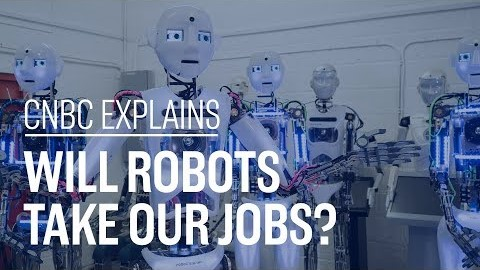 CNBC EXPLAINS
WILL ROBOTS
TAKE OUR JOBS?